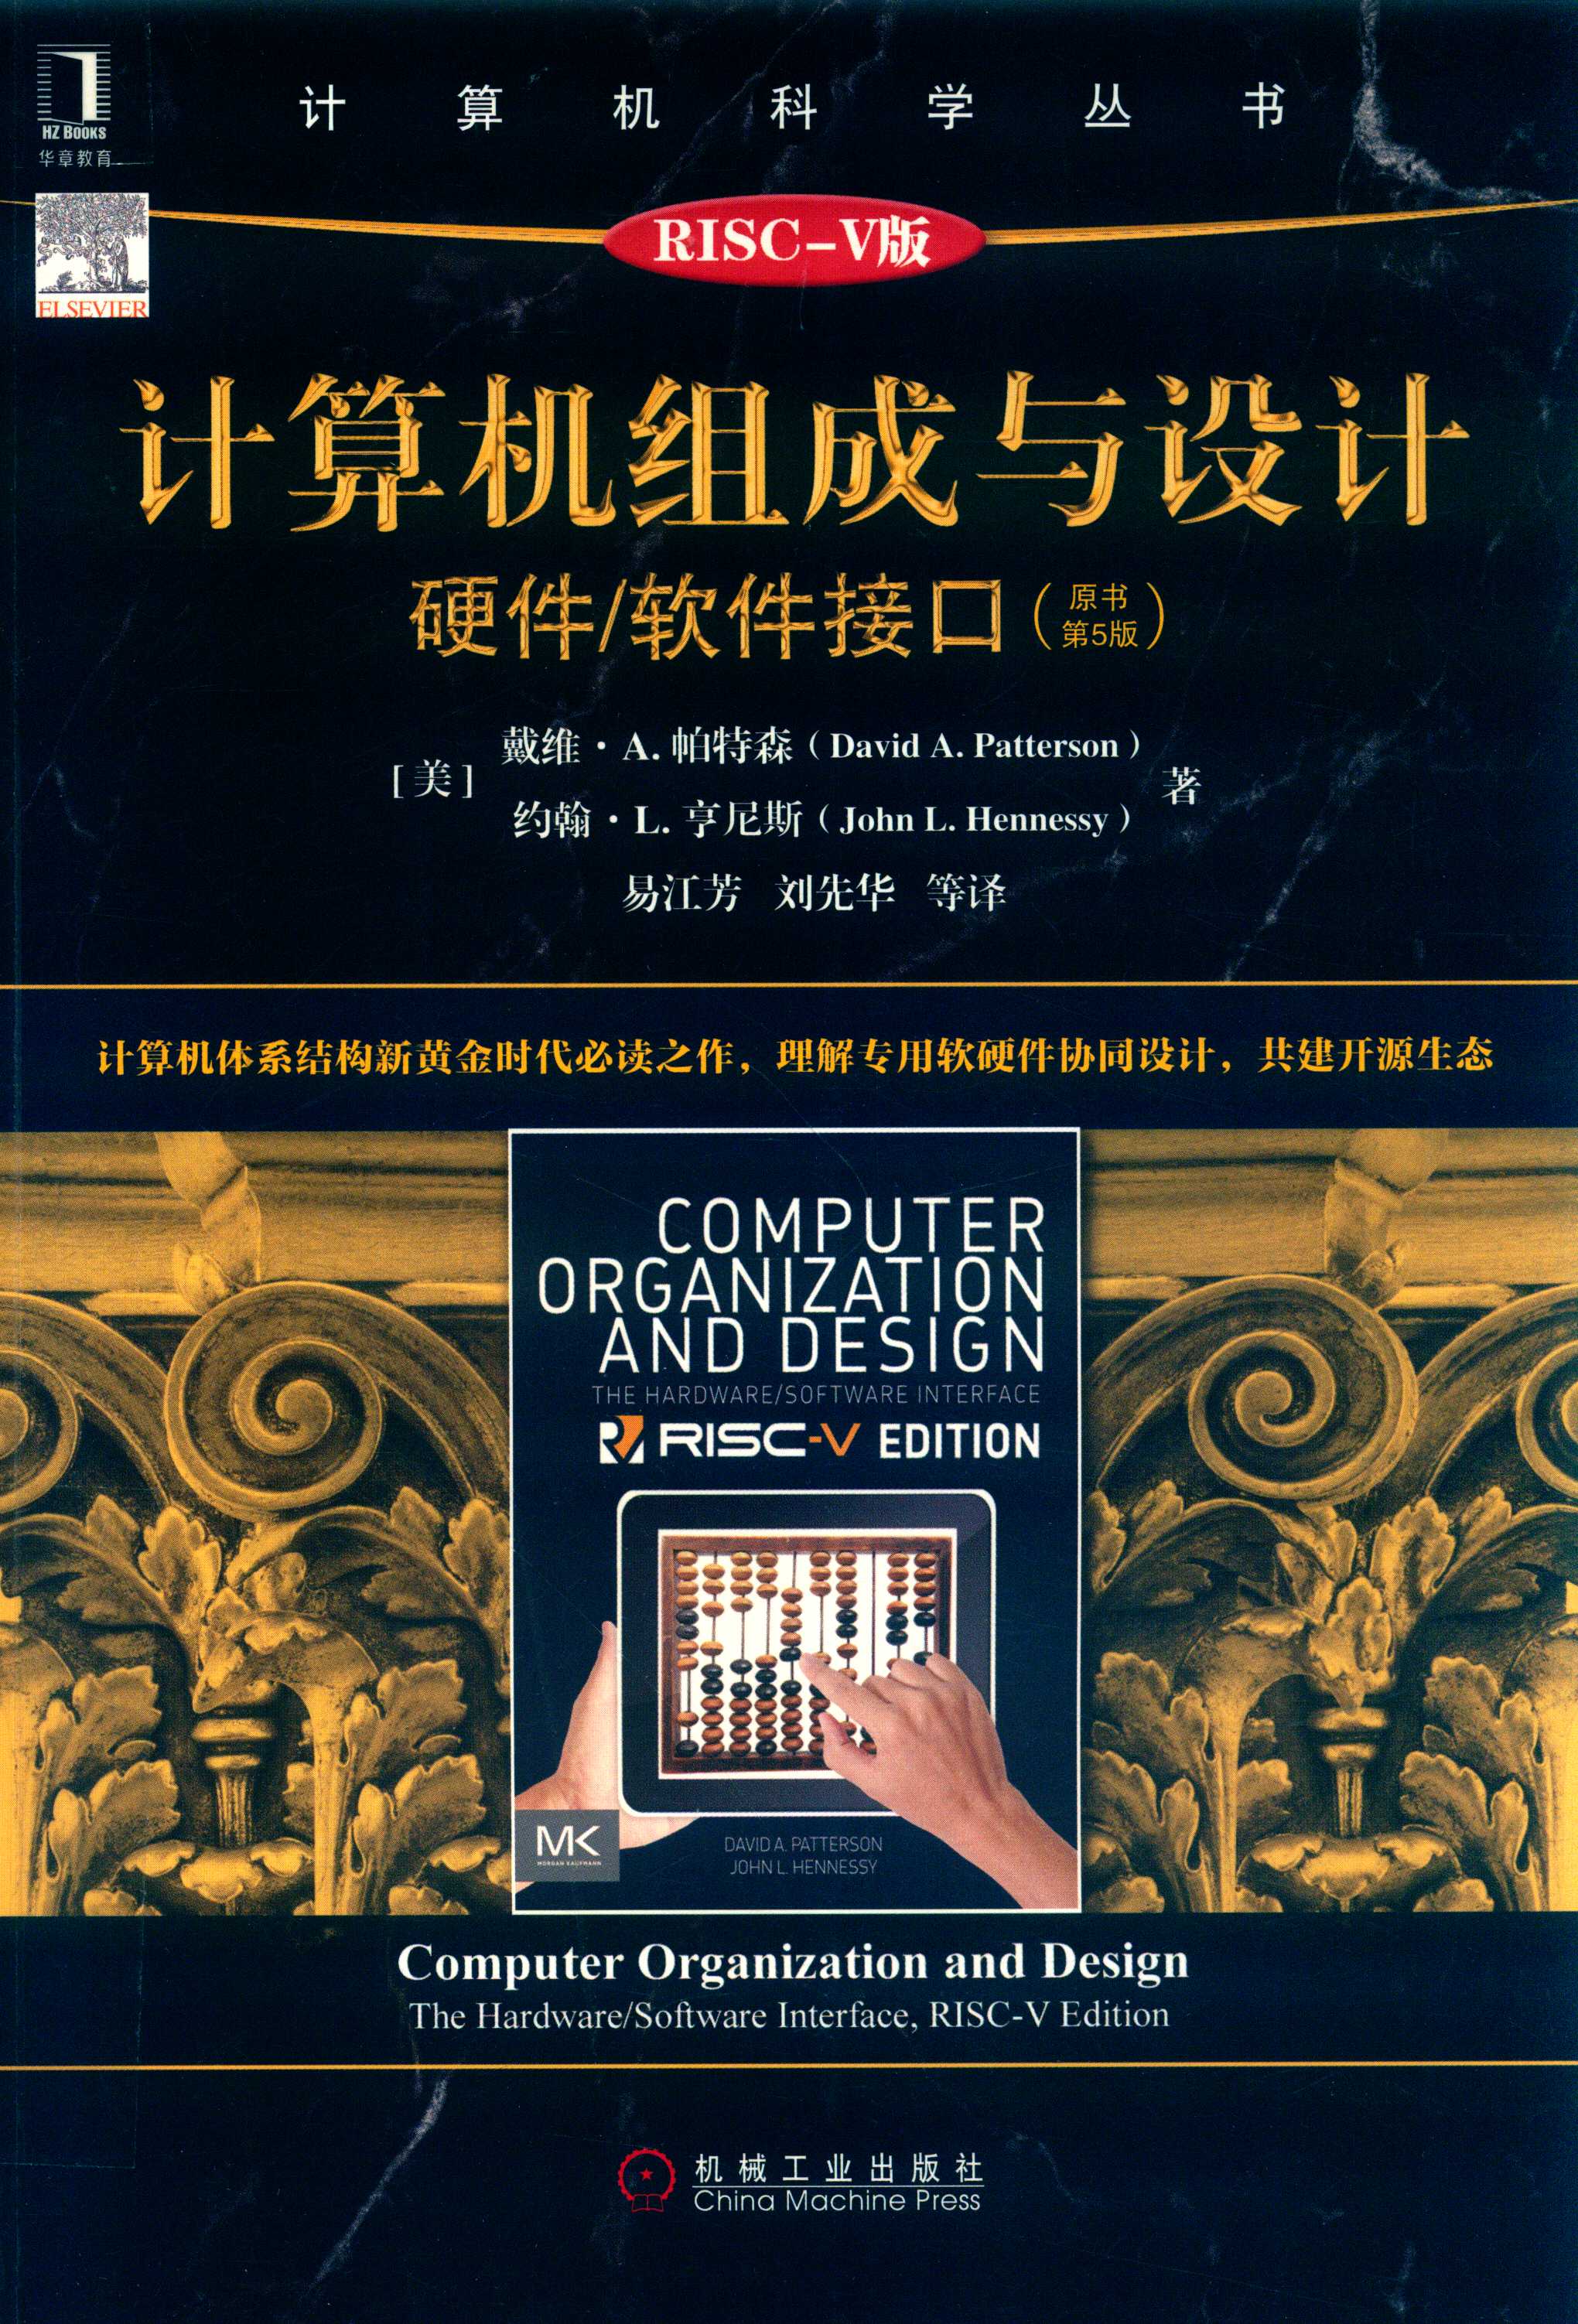 HZ BOOKS
华章教育
计算机科学丛书
ELSEVIER
RISC-V版
计算机组成与设计
硬件/软件接口(原书第5版)
[美]
戴维·A. 帕特森(David A. Patterson)
约翰·L. 亨尼斯(John L. Hennessy)
著
易江芳 刘先华 等译
计算机体系结构新黄金时代必读之作,理解专用软硬件协同设计,共建开源生态
COMPUTER
ORGANIZATION
AND DESIGN
THE HARDWARE/SOFTWARE INTERFACE
RISC-V EDITION
MK
MORGAN KAUFMANN
DAVID A. PATTERSON
JOHN L. HENNESSY
Computer Organization and Design
The Hardware/Software Interface, RISC-V Edition
机械工业出版社
China Machine Press